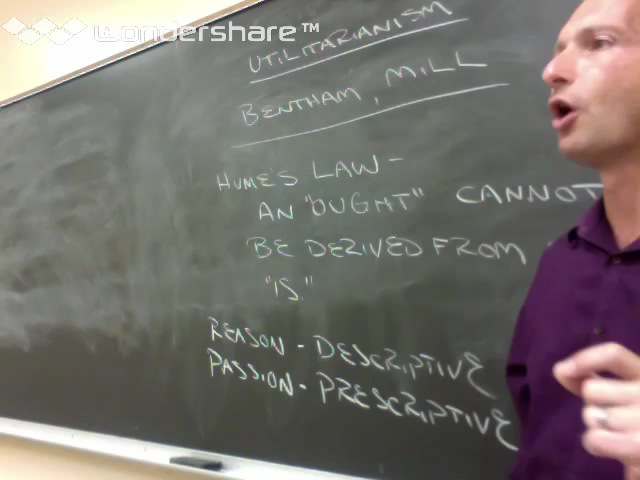 wondershare™
UTILITARIANISM
BENTHAM, MILL
HUME'S LAW -
AN "OUGHT" CANNOT
BE DERIVED FROM
"IS."
REASON - DESCRIPTIVE
PASSION - PRESCRIPTIVE